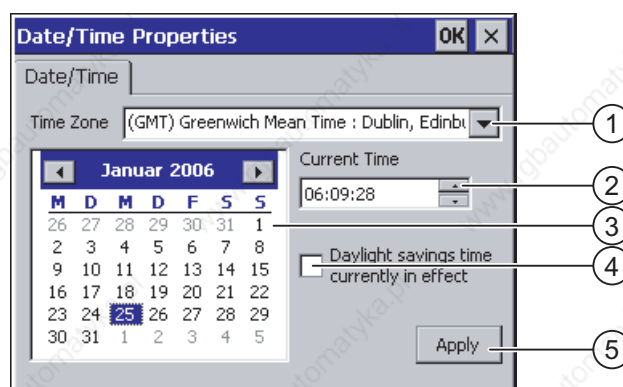 Date/Time Properties OK ×
Date/Time
Time Zone (GMT) Greenwich Mean Time : Dublin, Edinbu 1
Januar 2006
Current Time
06:09:28 2
M D M D F S S
26 27 28 29 30 31 1 3
2 3 4 5 6 7 8
9 10 11 12 13 14 15
16 17 18 19 20 21 22
23 24 25 26 27 28 29
30 31 1 2 3 4 5
Daylight savings time
currently in effect 4
Apply 5